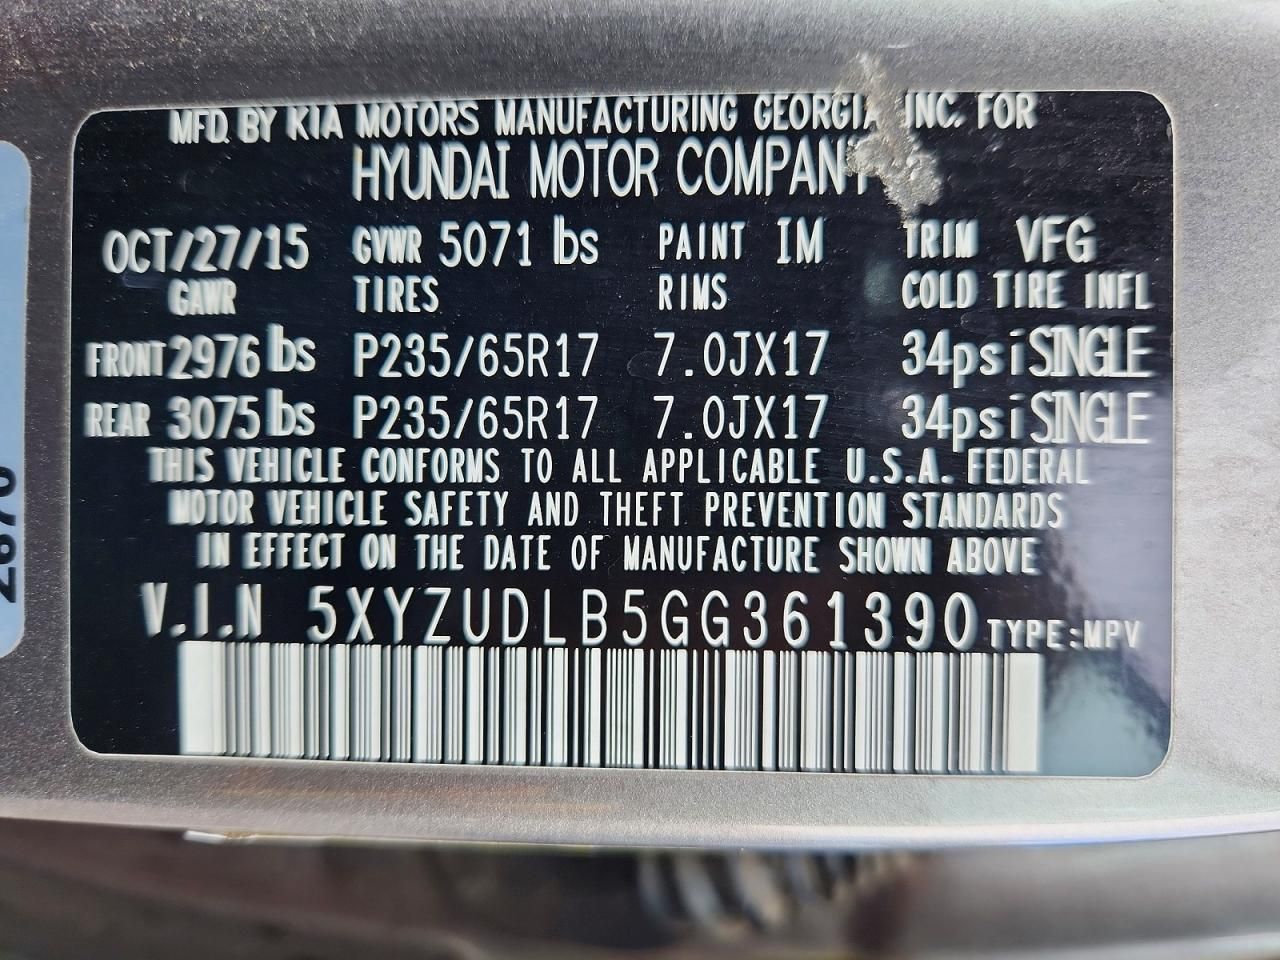 MFD. BY KIA MOTORS MANUFACTURING GEORGIA INC. FOR
HYUNDAI MOTOR COMPANY
OCT/27/15 GVWR 5071 lbs PAINT IM TRIM VFG
GAWR TIRES RIMS COLD TIRE INFL
FRONT 2976 lbs P235/65R17 7.0JX17 34psi SINGLE
REAR 3075 lbs P235/65R17 7.0JX17 34psi SINGLE
THIS VEHICLE CONFORMS TO ALL APPLICABLE U.S.A. FEDERAL
MOTOR VEHICLE SAFETY AND THEFT PREVENTION STANDARDS
IN EFFECT ON THE DATE OF MANUFACTURE SHOWN ABOVE
V.I.N 5XYZUDLB5GG361390 TYPE:MPV